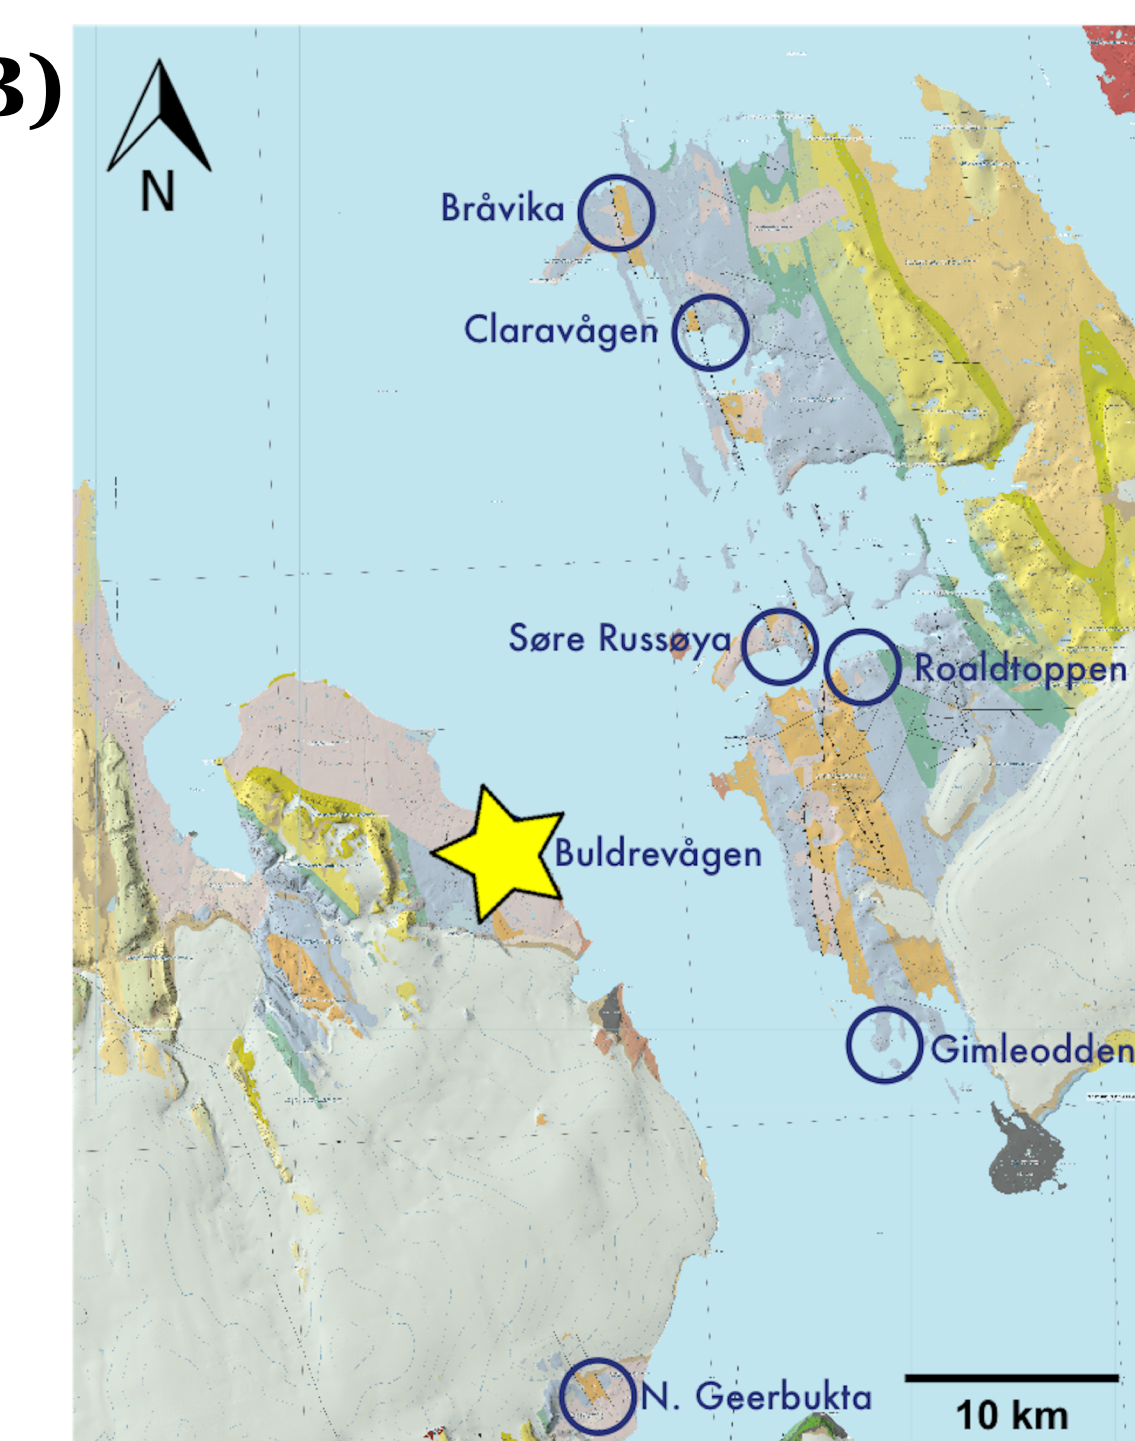 B)
N
Bråvika
Claravågen
Søre Russøya
Roaldtoppen
Buldrevågen
Gimleodden
N. Geerbukta
10 km